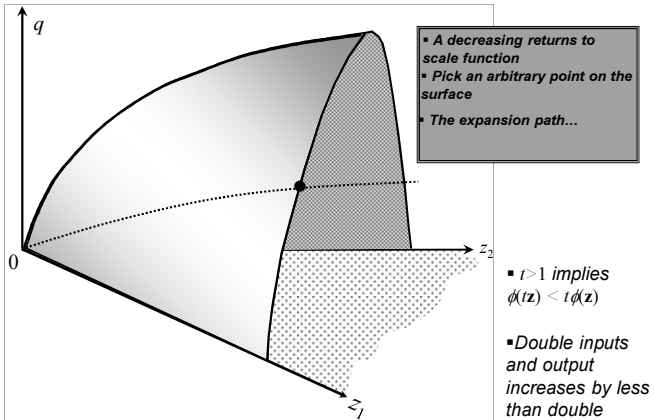 q
▪ A decreasing returns to
scale function
▪ Pick an arbitrary point on the
surface
▪ The expansion path…
0
z₂
z₁
▪ t>1 implies
ϕ(tz) < tϕ(z)
▪Double inputs
and output
increases by less
than double